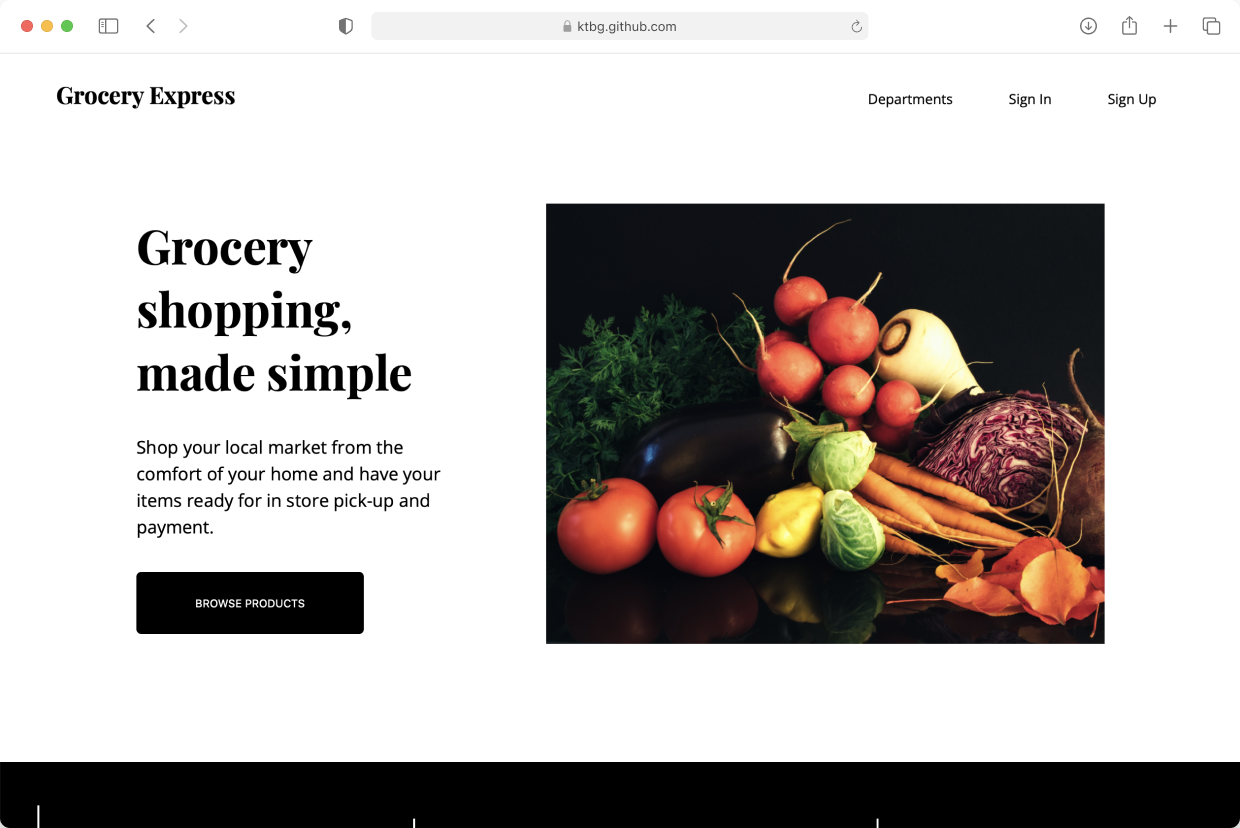 ktbg.github.com
Grocery Express
Departments
Sign In
Sign Up
Grocery
shopping,
made simple
Shop your local market from the
comfort of your home and have your
items ready for in store pick-up and
payment.
BROWSE PRODUCTS